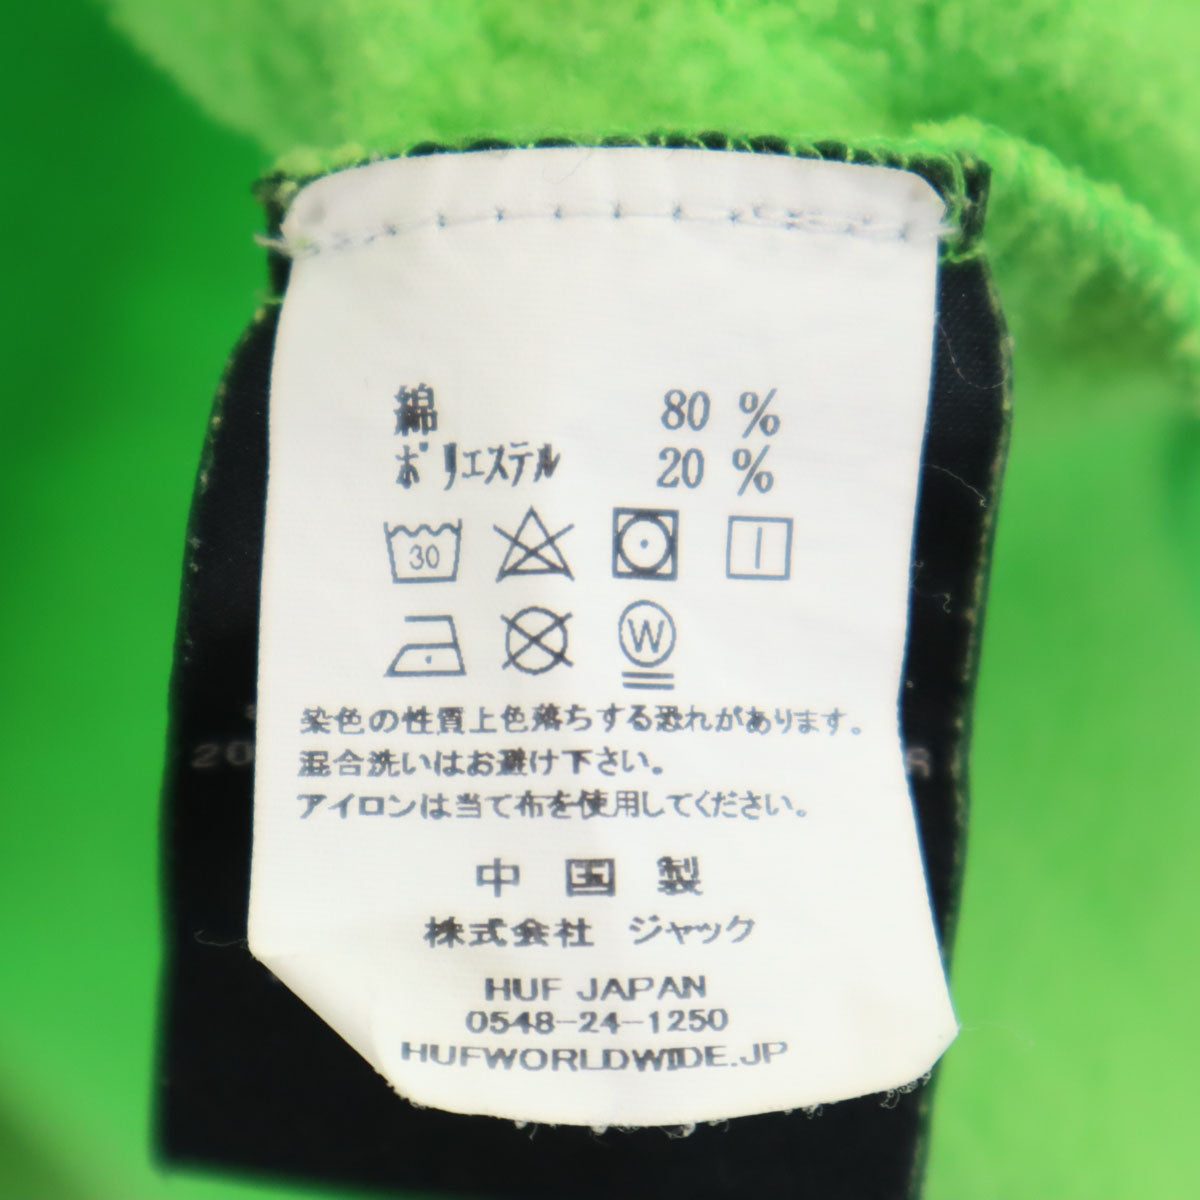 綿 80 %
ポリエステル 20 %
30
W
染色の性質上色落ちする恐れがあります。
混合洗いはお避け下さい。
アイロンは当て布を使用してください。
中国製
株式会社 ジャック
HUF JAPAN
0548-24-1250
HUFWORLDWIDE.JP
20
R